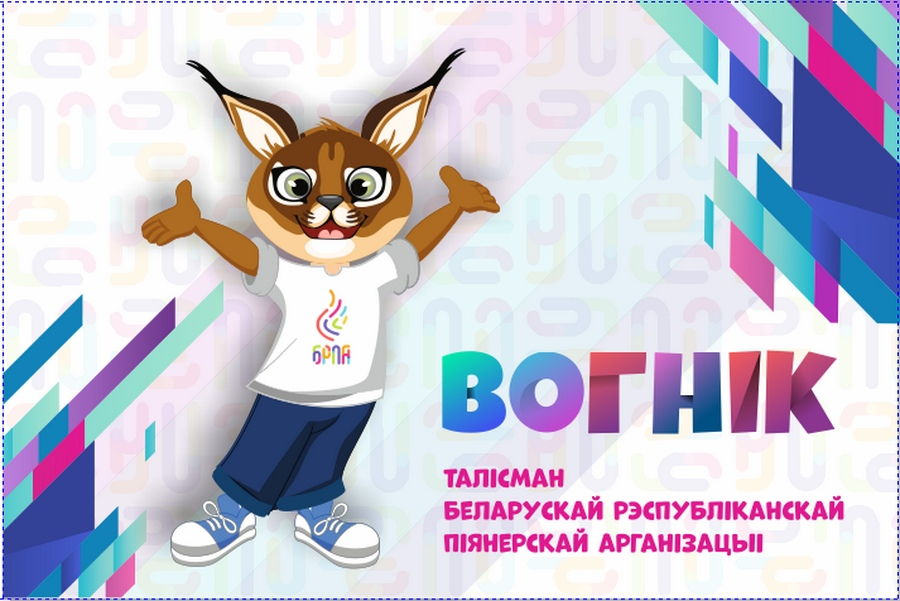 БРПА
ВОГНІК
ТАЛІСМАН
БЕЛАРУСКАЙ РЭСПУБЛІКАНСКАЙ
ПІЯНЕРСКАЙ АРГАНІЗАЦЫІ